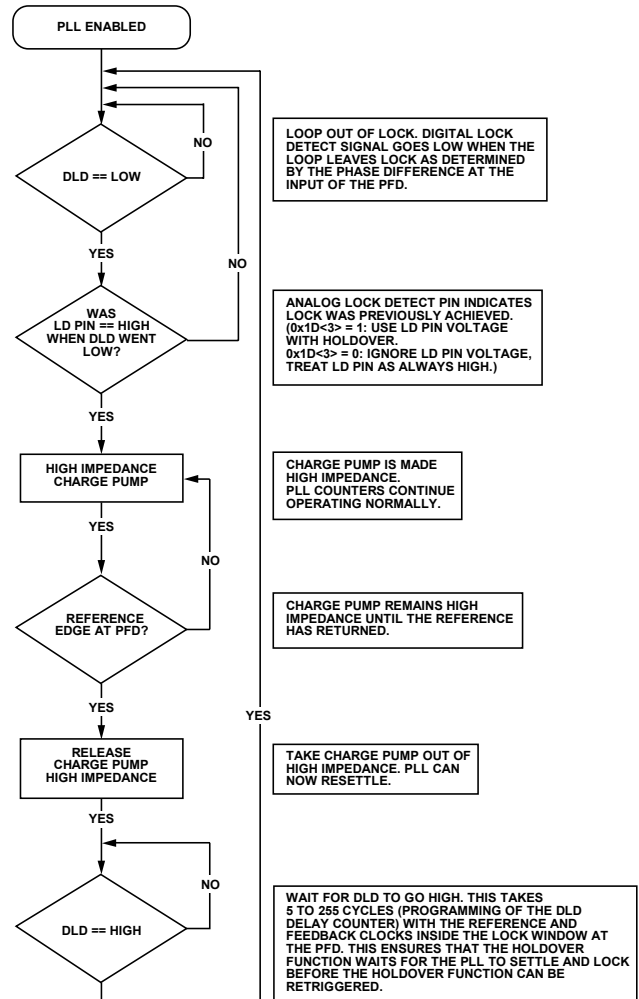 PLL ENABLED
NO
DLD == LOW
LOOP OUT OF LOCK. DIGITAL LOCK
DETECT SIGNAL GOES LOW WHEN THE
LOOP LEAVES LOCK AS DETERMINED
BY THE PHASE DIFFERENCE AT THE
INPUT OF THE PFD.
YES
NO
WAS
LD PIN == HIGH
WHEN DLD WENT
LOW?
ANALOG LOCK DETECT PIN INDICATES
LOCK WAS PREVIOUSLY ACHIEVED.
(0x1D<3> = 1: USE LD PIN VOLTAGE
WITH HOLDOVER.
0x1D<3> = 0: IGNORE LD PIN VOLTAGE,
TREAT LD PIN AS ALWAYS HIGH.)
YES
HIGH IMPEDANCE
CHARGE PUMP
CHARGE PUMP IS MADE
HIGH IMPEDANCE.
PLL COUNTERS CONTINUE
OPERATING NORMALLY.
YES
NO
REFERENCE
EDGE AT PFD?
CHARGE PUMP REMAINS HIGH
IMPEDANCE UNTIL THE REFERENCE
HAS RETURNED.
YES
YES
RELEASE
CHARGE PUMP
HIGH IMPEDANCE
TAKE CHARGE PUMP OUT OF
HIGH IMPEDANCE. PLL CAN
NOW RESETTLE.
YES
NO
DLD == HIGH
WAIT FOR DLD TO GO HIGH. THIS TAKES
5 TO 255 CYCLES (PROGRAMMING OF THE DLD
DELAY COUNTER) WITH THE REFERENCE AND
FEEDBACK CLOCKS INSIDE THE LOCK WINDOW AT
THE PFD. THIS ENSURES THAT THE HOLDOVER
FUNCTION WAITS FOR THE PLL TO SETTLE AND LOCK
BEFORE THE HOLDOVER FUNCTION CAN BE
RETRIGGERED.